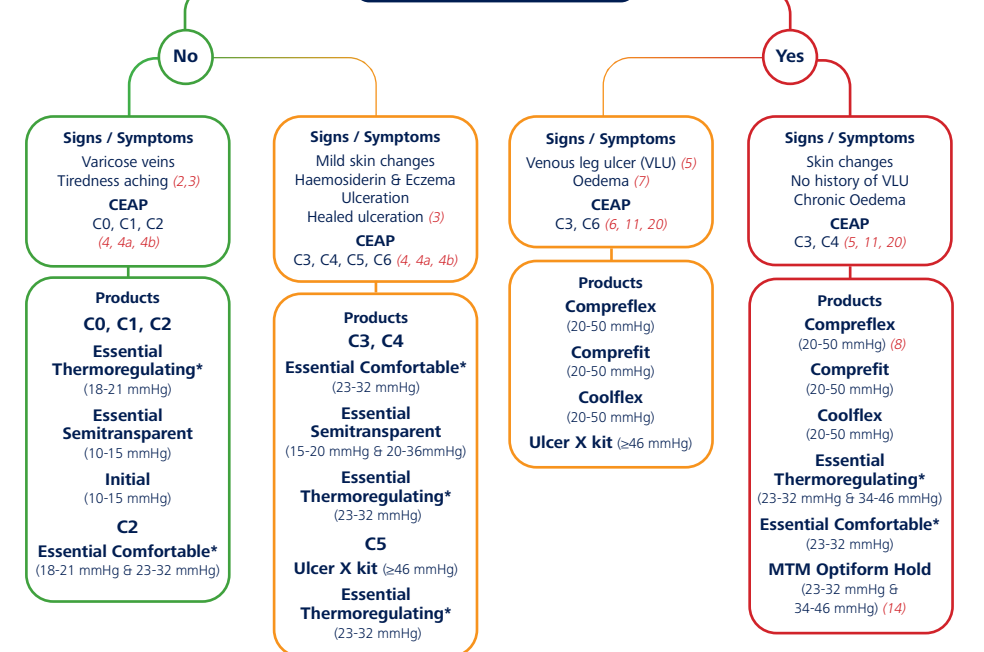 No
Yes
Signs / Symptoms
Varicose veins
Tiredness aching (2,3)
CEAP
C0, C1, C2
(4, 4a, 4b)
Products
C0, C1, C2
Essential
Thermoregulating*
(18-21 mmHg)
Essential
Semitransparent
(10-15 mmHg)
Initial
(10-15 mmHg)
C2
Essential Comfortable*
(18-21 mmHg & 23-32 mmHg)
Signs / Symptoms
Mild skin changes
Haemosiderin & Eczema
Ulceration
Healed ulceration (3)
CEAP
C3, C4, C5, C6 (4, 4a, 4b)
Products
C3, C4
Essential Comfortable*
(23-32 mmHg)
Essential
Semitransparent
(15-20 mmHg & 20-36mmHg)
Essential
Thermoregulating*
(23-32 mmHg)
C5
Ulcer X kit (≥46 mmHg)
Essential
Thermoregulating*
(23-32 mmHg)
Signs / Symptoms
Venous leg ulcer (VLU) (5)
Oedema (7)
CEAP
C3, C6 (6, 11, 20)
Products
Compreflex
(20-50 mmHg)
Comprefit
(20-50 mmHg)
Coolflex
(20-50 mmHg)
Ulcer X kit (≥46 mmHg)
Signs / Symptoms
Skin changes
No history of VLU
Chronic Oedema
CEAP
C3, C4 (5, 11, 20)
Products
Compreflex
(20-50 mmHg) (8)
Comprefit
(20-50 mmHg)
Coolflex
(20-50 mmHg)
Essential
Thermoregulating*
(23-32 mmHg & 34-46 mmHg)
Essential Comfortable*
(23-32 mmHg)
MTM Optiform Hold
(23-32 mmHg &
34-46 mmHg) (14)